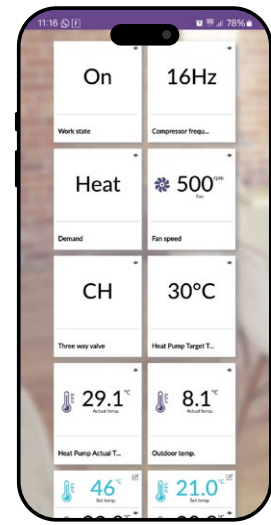 11:16 78%
On 16Hz
Work state Compressor frequ...
Heat 500 rpm
Fan
Demand Fan speed
CH 30°C
Three way valve Heat Pump Target T...
29.1 °C 8.1 °C
Actual temp. Actual temp.
Heat Pump Actual T... Outdoor temp.
46 °C 21.0 °C
Set temp. Set temp.